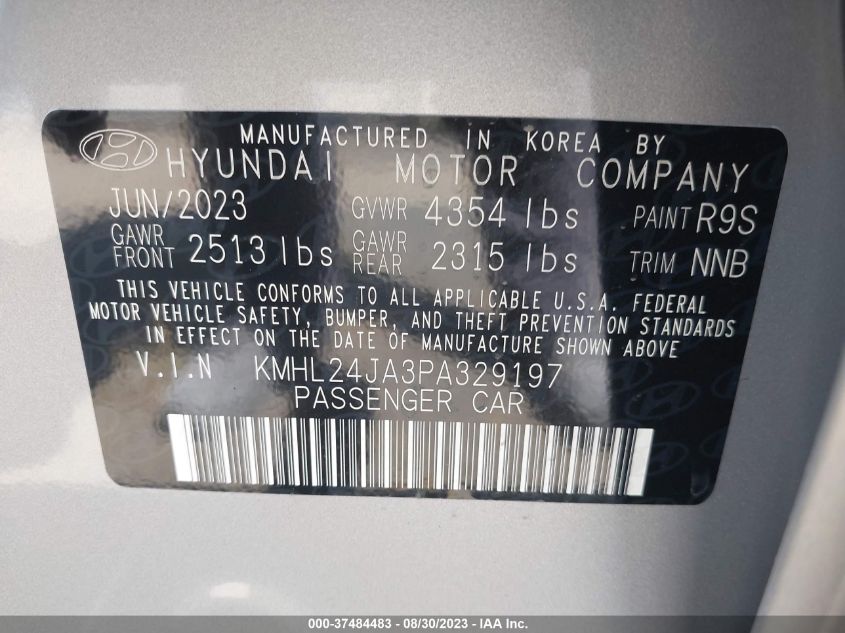 MANUFACTURED IN KOREA BY
HYUNDAI MOTOR COMPANY
JUN/2023 GVWR 4354 lbs PAINT R9S
GAWR FRONT 2513 lbs GAWR REAR 2315 lbs TRIM NNB
THIS VEHICLE CONFORMS TO ALL APPLICABLE U.S.A. FEDERAL
MOTOR VEHICLE SAFETY, BUMPER, AND THEFT PREVENTION STANDARDS
IN EFFECT ON THE DATE OF MANUFACTURE SHOWN ABOVE
V.I.N KMHL24JA3PA329197
PASSENGER CAR
000-37484483 - 08/30/2023 - IAA Inc.